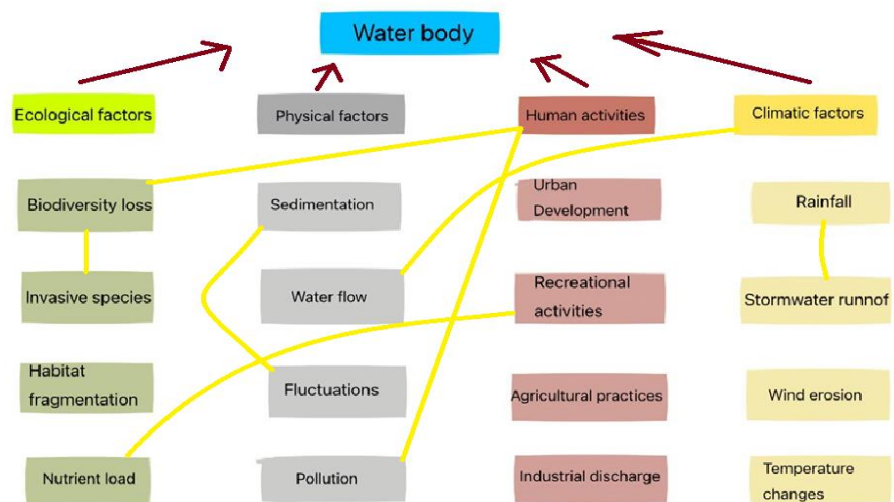 Water body
Ecological factors
Physical factors
Human activities
Climatic factors
Biodiversity loss
Sedimentation
Urban
Development
Rainfall
Invasive species
Water flow
Recreational
activities
Stormwater runnof
Habitat
fragmentation
Fluctuations
Agricultural practices
Wind erosion
Nutrient load
Pollution
Industrial discharge
Temperature
changes